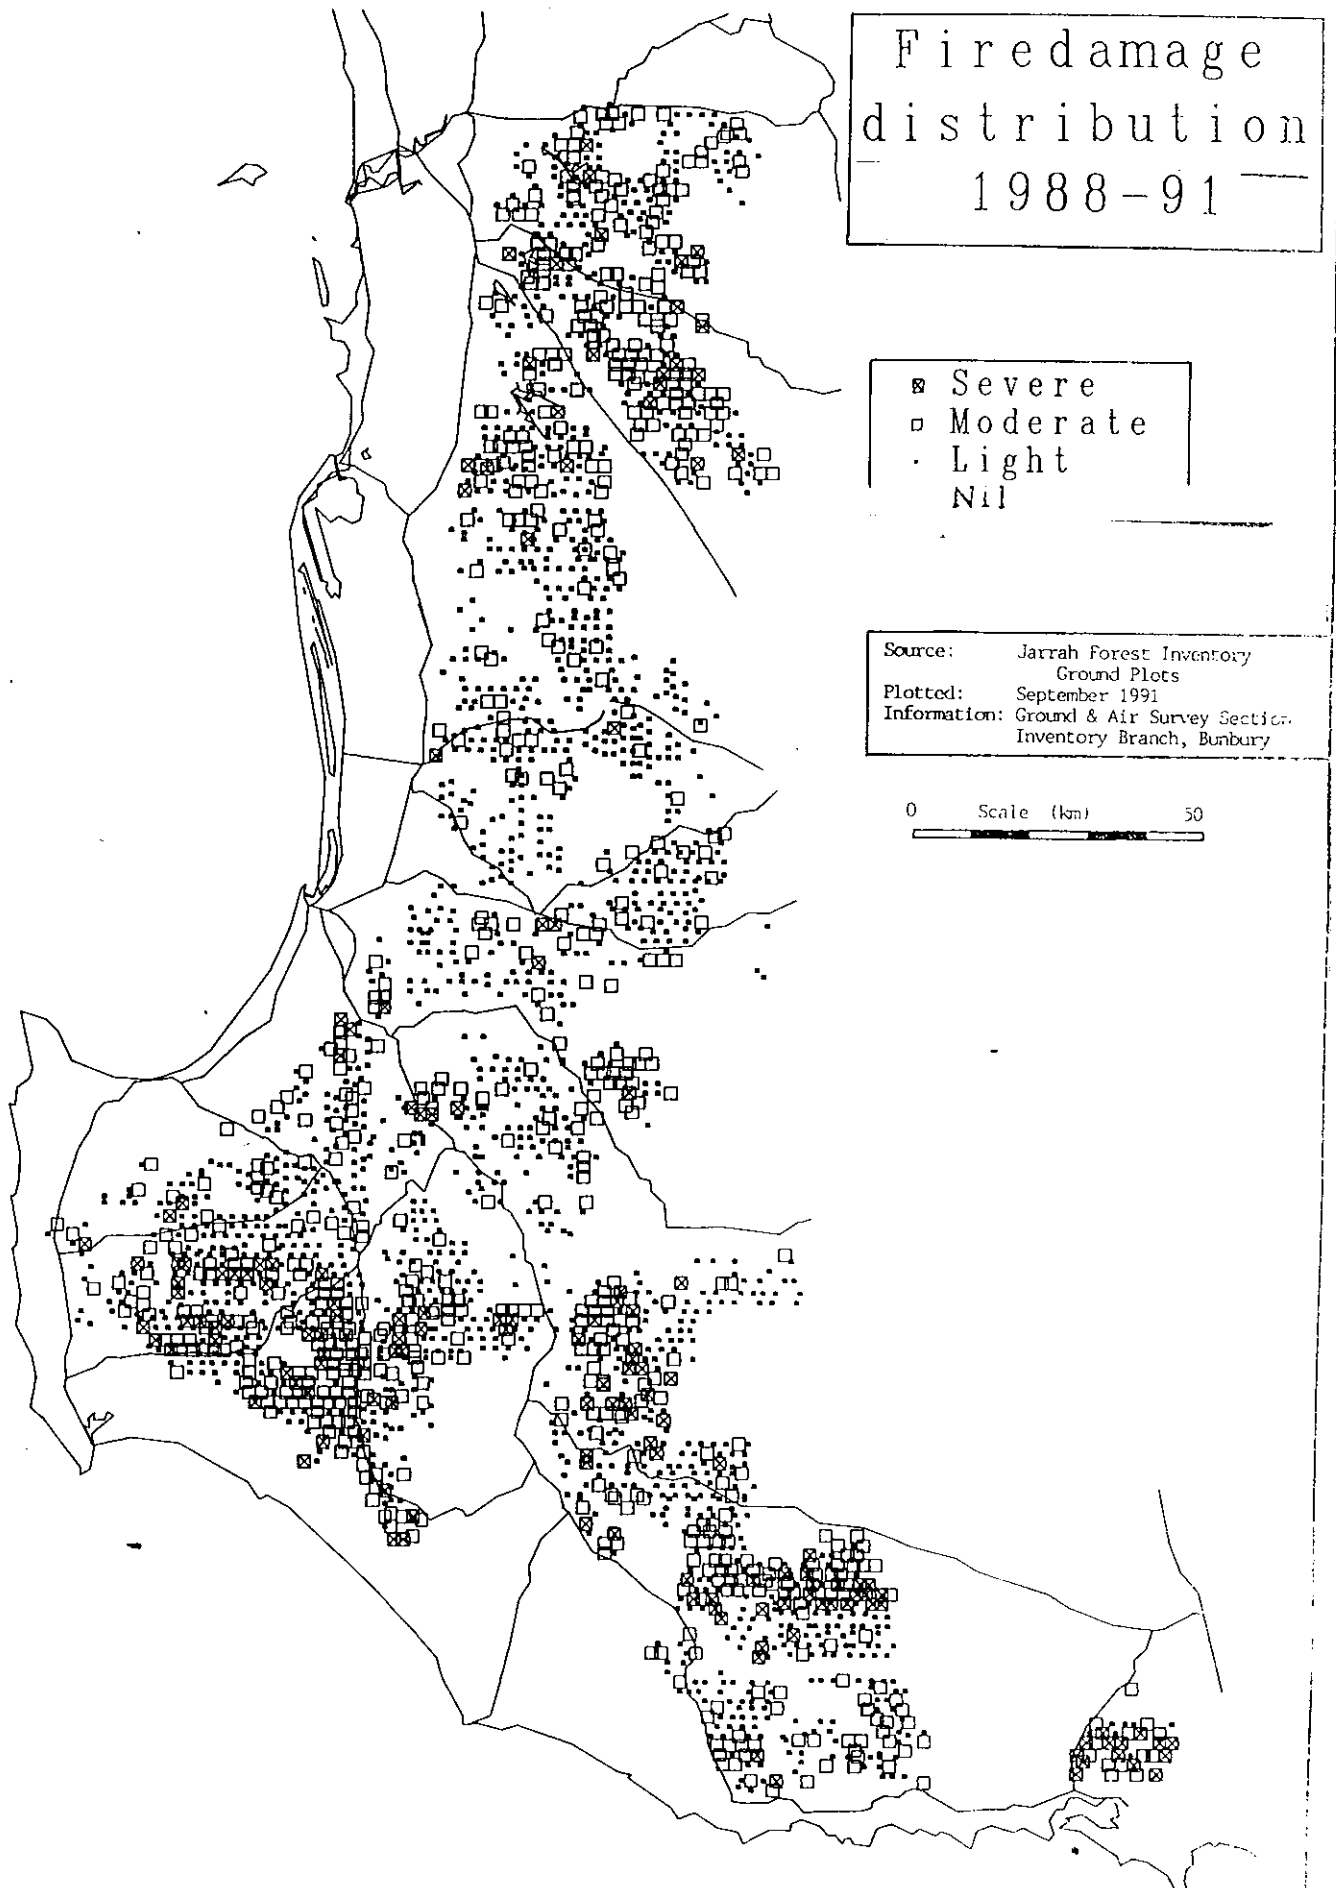 Firedamage
distribution
1988-91
Severe
Moderate
Light
Nil
Source: Jarrah Forest Inventory
Ground Plots
Plotted: September 1991
Information: Ground & Air Survey Section
Inventory Branch, Bunbury
0 Scale (km) 50